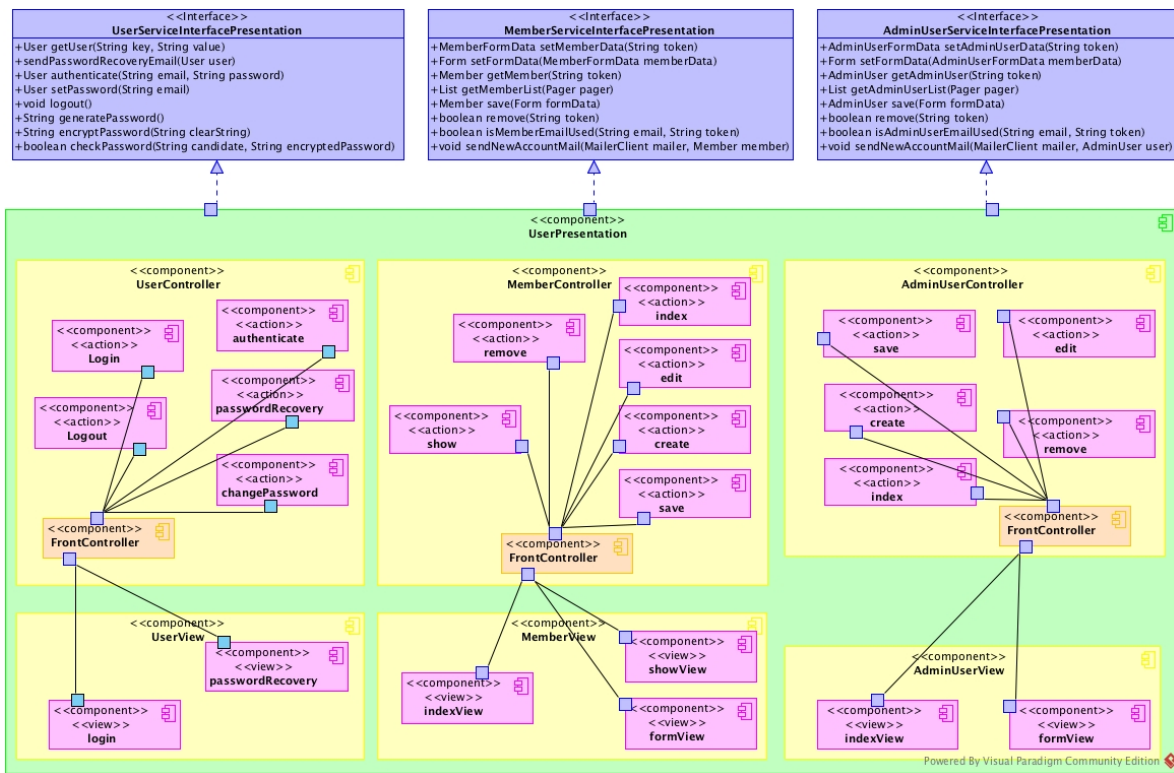 <<Interface>>
UserServiceInterfacePresentation
+User getUser(String key, String value)
+sendPasswordRecoveryEmail(User user)
+User authenticate(String email, String password)
+User setPassword(String email)
+void logout()
+String generatePassword()
+String encryptPassword(String clearString)
+boolean checkPassword(String candidate, String encryptedPassword)
<<Interface>>
MemberServiceInterfacePresentation
+MemberFormData setMemberData(String token)
+Form setFormData(MemberFormData memberData)
+Member getMember(String token)
+List getMemberList(Pager pager)
+Member save(Form formData)
+boolean remove(String token)
+boolean isMemberEmailUsed(String email, String token)
+void sendNewAccountMail(MailerClient mailer, Member member)
<<Interface>>
AdminUserServiceInterfacePresentation
+AdminUserFormData setAdminUserData(String token)
+Form setFormData(AdminUserFormData memberData)
+AdminUser getAdminUser(String token)
+List getAdminUserList(Pager pager)
+AdminUser save(Form formData)
+boolean remove(String token)
+boolean isAdminUserEmailUsed(String email, String token)
+void sendNewAccountMail(MailerClient mailer, AdminUser user)
<<component>>
UserPresentation
<<component>>
UserController
<<component>>
<<action>>
Login
<<component>>
<<action>>
authenticate
<<component>>
<<action>>
passwordRecovery
<<component>>
<<action>>
Logout
<<component>>
<<action>>
changePassword
<<component>>
FrontController
<<component>>
MemberController
<<component>>
<<action>>
index
<<component>>
<<action>>
remove
<<component>>
<<action>>
edit
<<component>>
<<action>>
show
<<component>>
<<action>>
create
<<component>>
<<action>>
save
<<component>>
FrontController
<<component>>
AdminUserController
<<component>>
<<action>>
save
<<component>>
<<action>>
edit
<<component>>
<<action>>
create
<<component>>
<<action>>
remove
<<component>>
<<action>>
index
<<component>>
FrontController
<<component>>
UserView
<<component>>
<<view>>
passwordRecovery
<<component>>
<<view>>
login
<<component>>
MemberView
<<component>>
<<view>>
showView
<<component>>
<<view>>
indexView
<<component>>
<<view>>
formView
<<component>>
AdminUserView
<<component>>
<<view>>
indexView
<<component>>
<<view>>
formView
Powered By Visual Paradigm Community Edition